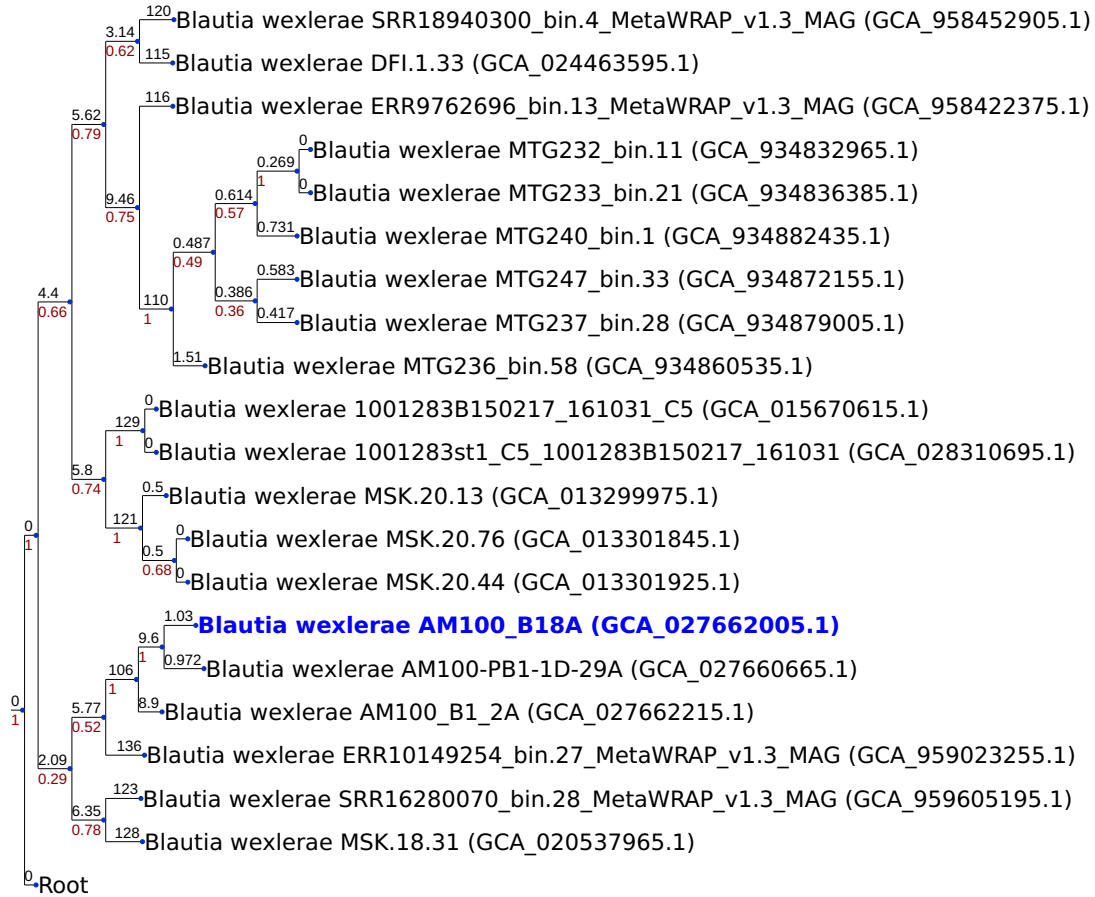 120 Blautia wexlerae SRR18940300_bin.4_MetaWRAP_v1.3_MAG (GCA_958452905.1)
3.14
0.62
115 Blautia wexlerae DFI.1.33 (GCA_024463595.1)
116 Blautia wexlerae ERR9762696_bin.13_MetaWRAP_v1.3_MAG (GCA_958422375.1)
5.62
0.79
0 Blautia wexlerae MTG232_bin.11 (GCA_934832965.1)
0.269
1
0 Blautia wexlerae MTG233_bin.21 (GCA_934836385.1)
9.46
0.75
0.614
0.57
0.731 Blautia wexlerae MTG240_bin.1 (GCA_934882435.1)
0.487
0.49
0.583 Blautia wexlerae MTG247_bin.33 (GCA_934872155.1)
4.4
0.66
110
1
0.386
0.36
0.417 Blautia wexlerae MTG237_bin.28 (GCA_934879005.1)
1.51 Blautia wexlerae MTG236_bin.58 (GCA_934860535.1)
0 Blautia wexlerae 1001283B150217_161031_C5 (GCA_015670615.1)
129
1
0 Blautia wexlerae 1001283st1_C5_1001283B150217_161031 (GCA_028310695.1)
5.8
0.74
0.5 Blautia wexlerae MSK.20.13 (GCA_013299975.1)
121
1
0
1
0 Blautia wexlerae MSK.20.76 (GCA_013301845.1)
0.5
0.68
0 Blautia wexlerae MSK.20.44 (GCA_013301925.1)
1.03 Blautia wexlerae AM100_B18A (GCA_027662005.1)
9.6
1
0.972 Blautia wexlerae AM100-PB1-1D-29A (GCA_027660665.1)
106
1
8.9 Blautia wexlerae AM100_B1_2A (GCA_027662215.1)
0
1
5.77
0.52
136 Blautia wexlerae ERR10149254_bin.27_MetaWRAP_v1.3_MAG (GCA_959023255.1)
2.09
0.29
123 Blautia wexlerae SRR16280070_bin.28_MetaWRAP_v1.3_MAG (GCA_959605195.1)
6.35
0.78
128 Blautia wexlerae MSK.18.31 (GCA_020537965.1)
0 Root